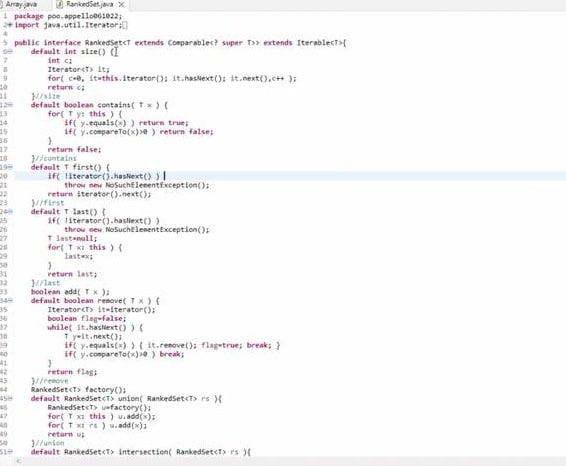 Array.java
RankedSet.java
1 package poo.appello061022;
2 import java.util.Iterator;
4
5 public interface RankedSet<T extends Comparable<? super T>> extends Iterable<T>{
6 default int size() {
7 int c;
8 Iterator<T> it;
9 for( c=0, it=this.iterator(); it.hasNext(); it.next(),c++ );
10 return c;
11 }//size
12 default boolean contains( T x ) {
13 for( T y: this ) {
14 if( y.equals(x) ) return true;
15 if( y.compareTo(x)>0 ) return false;
16 }
17 return false;
18 }//contains
19 default T first() {
20 if( !iterator().hasNext() )
21 throw new NoSuchElementException();
22 return iterator().next();
23 }//first
24 default T last() {
25 if( !iterator().hasNext() )
26 throw new NoSuchElementException();
27 T last=null;
28 for( T x: this ) {
29 last=x;
30 }
31 return last;
32 }//last
33 boolean add( T x );
34 default boolean remove( T x ) {
35 Iterator<T> it=iterator();
36 boolean flag=false;
37 while( it.hasNext() ) {
38 T y=it.next();
39 if( y.equals(x) ) { it.remove(); flag=true; break; }
40 if( y.compareTo(x)>0 ) break;
41 }
42 return flag;
43 }//remove
44 RankedSet<T> factory();
45 default RankedSet<T> union( RankedSet<T> rs ){
46 RankedSet<T> u=factory();
47 for( T x: this ) u.add(x);
48 for( T x: rs ) u.add(x);
49 return u;
50 }//union
51 default RankedSet<T> intersection( RankedSet<T> rs ){